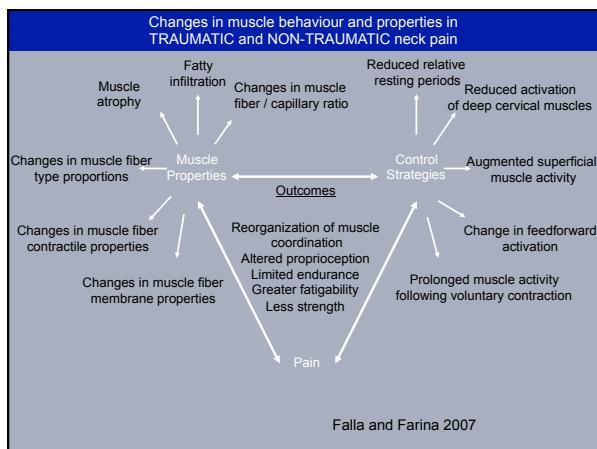 Changes in muscle behaviour and properties in
TRAUMATIC and NON-TRAUMATIC neck pain
Muscle
atrophy
Fatty
infiltration
Changes in muscle
fiber / capillary ratio
Reduced relative
resting periods
Reduced activation
of deep cervical muscles
Changes in muscle fiber
type proportions
Muscle
Properties
Control
Strategies
Augmented superficial
muscle activity
Outcomes
Changes in muscle fiber
contractile properties
Reorganization of muscle
coordination
Altered proprioception
Limited endurance
Greater fatigability
Less strength
Change in feedforward
activation
Changes in muscle fiber
membrane properties
Prolonged muscle activity
following voluntary contraction
Pain
Falla and Farina 2007